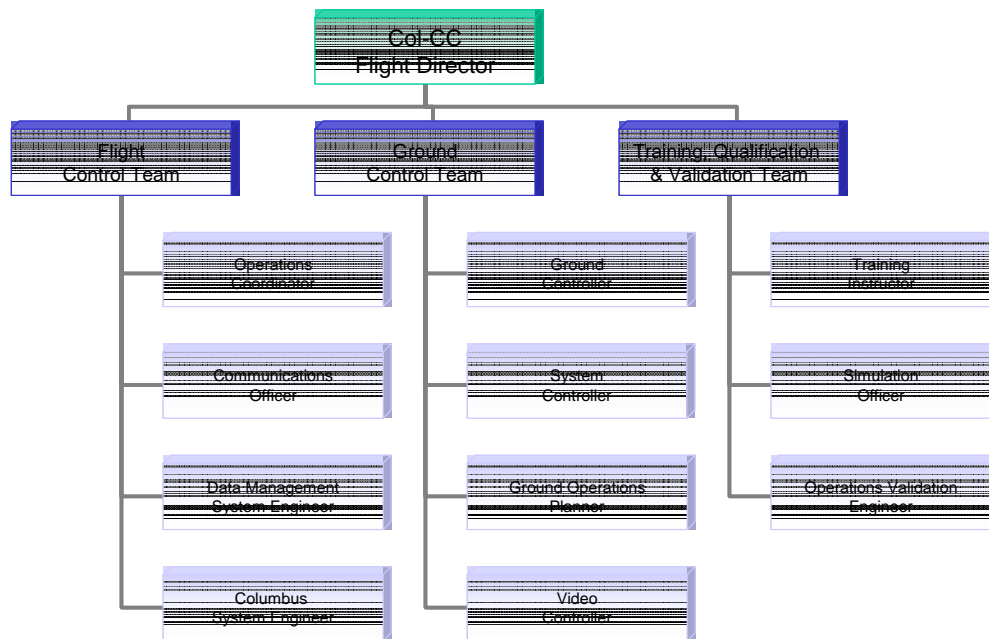 Col-CC
Flight Director
Flight
Control Team
Ground
Control Team
Training, Qualification
& Validation Team
Operations
Coordinator
Ground
Controller
Training
Instructor
Communications
Officer
System
Controller
Simulation
Officer
Data Management
System Engineer
Ground Operations
Planner
Operations Validation
Engineer
Columbus
System Engineer
Video
Controller